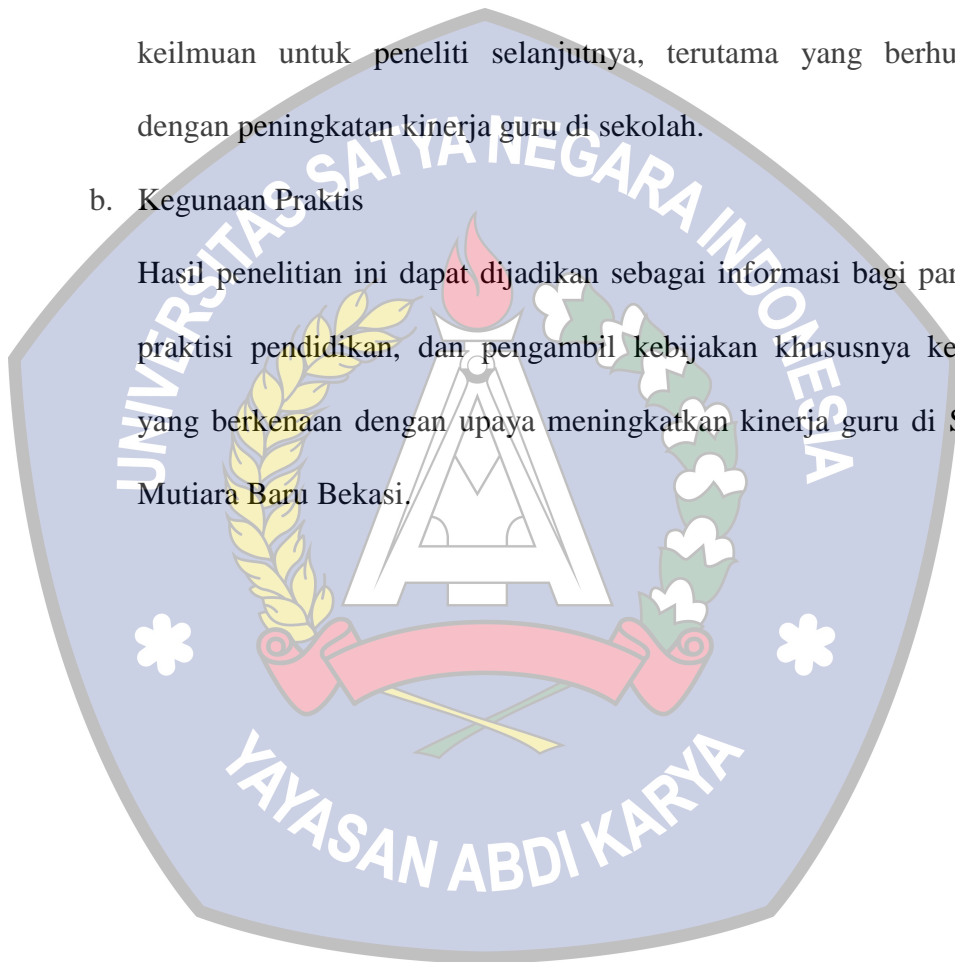 keilmuan untuk peneliti selanjutnya, terutama yang berhu
dengan peningkatan kinerja guru di sekolah.
b. Kegunaan Praktis
Hasil penelitian ini dapat dijadikan sebagai informasi bagi par
praktisi pendidikan, dan pengambil kebijakan khususnya ke
yang berkenaan dengan upaya meningkatkan kinerja guru di S
Mutiara Baru Bekasi.
UNIVERSITAS SATYA NEGARA INDONESIA
YAYASAN ABDI KARYA